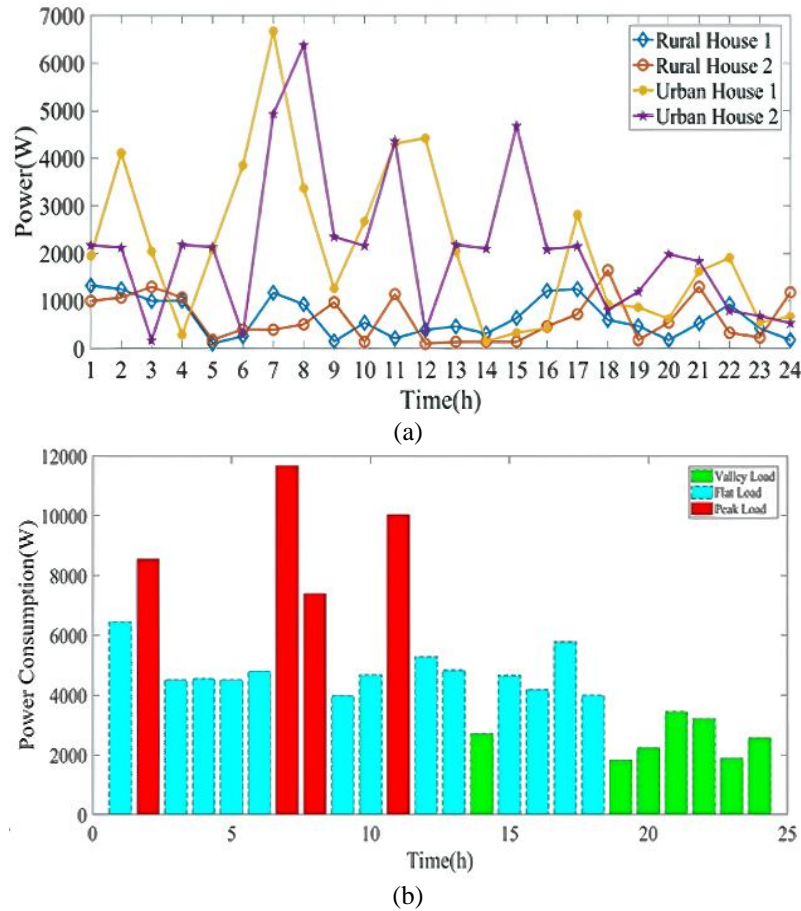 7000
6000
5000
4000
3000
2000
1000
0
Power(W)
Rural House 1
Rural House 2
Urban House 1
Urban House 2
1 2 3 4 5 6 7 8 9 10 11 12 13 14 15 16 17 18 19 20 21 22 23 24
Time(h)
(a)
12000
10000
8000
6000
4000
2000
0
Power Consumption(W)
Valley Load
Flat Load
Peak Load
0 5 10 15 20 25
Time(h)
(b)